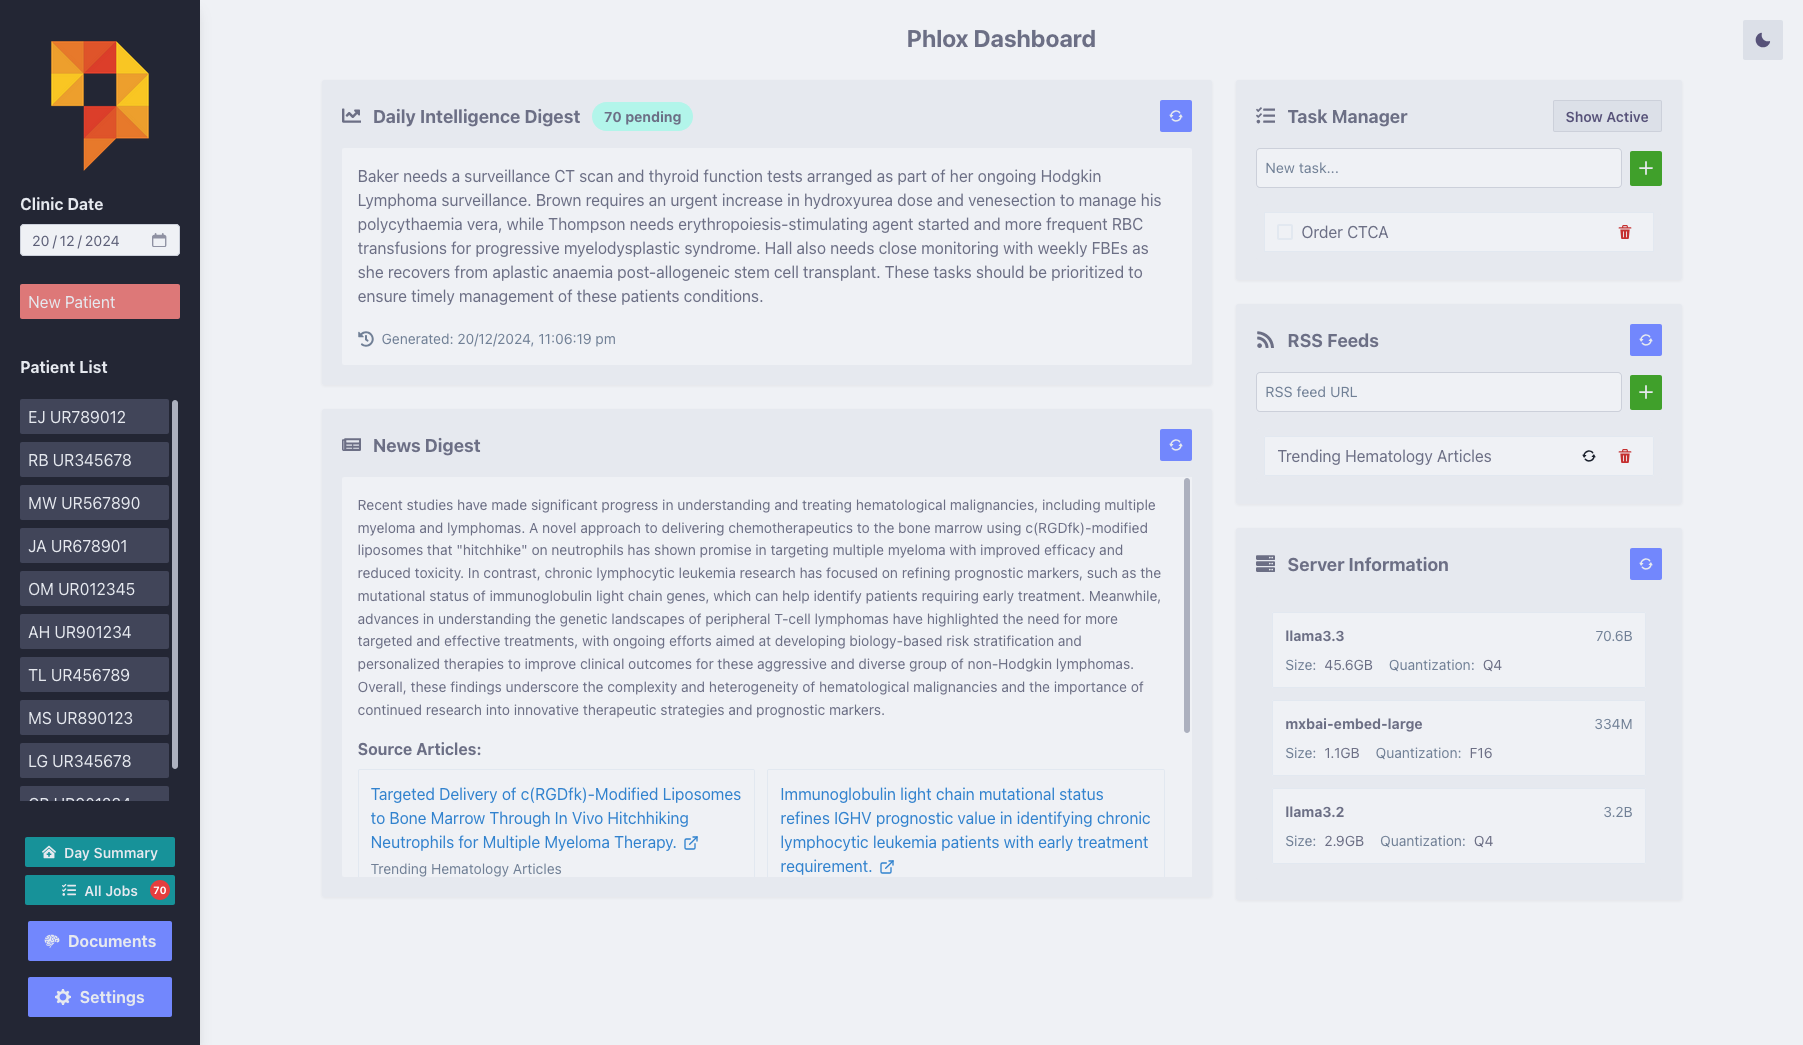 Clinic Date
20/12/2024
New Patient
Patient List
EJ UR789012
RB UR345678
MW UR567890
JA UR678901
OM UR012345
AH UR901234
TL UR456789
MS UR890123
LG UR345678
Day Summary
All Jobs 70
Documents
Settings
Phlox Dashboard
Daily Intelligence Digest 70 pending
Baker needs a surveillance CT scan and thyroid function tests arranged as part of her ongoing Hodgkin
Lymphoma surveillance. Brown requires an urgent increase in hydroxyurea dose and venesection to manage his
polycythaemia vera, while Thompson needs erythropoiesis-stimulating agent started and more frequent RBC
transfusions for progressive myelodysplastic syndrome. Hall also needs close monitoring with weekly FBEs as
she recovers from aplastic anaemia post-allogeneic stem cell transplant. These tasks should be prioritized to
ensure timely management of these patients conditions.
Generated: 20/12/2024, 11:06:19 pm
News Digest
Recent studies have made significant progress in understanding and treating hematological malignancies, including multiple
myeloma and lymphomas. A novel approach to delivering chemotherapeutics to the bone marrow using c(RGDfk)-modified
liposomes that "hitchhike" on neutrophils has shown promise in targeting multiple myeloma with improved efficacy and
reduced toxicity. In contrast, chronic lymphocytic leukemia research has focused on refining prognostic markers, such as the
mutational status of immunoglobulin light chain genes, which can help identify patients requiring early treatment. Meanwhile,
advances in understanding the genetic landscapes of peripheral T-cell lymphomas have highlighted the need for more
targeted and effective treatments, with ongoing efforts aimed at developing biology-based risk stratification and
personalized therapies to improve clinical outcomes for these aggressive and diverse group of non-Hodgkin lymphomas.
Overall, these findings underscore the complexity and heterogeneity of hematological malignancies and the importance of
continued research into innovative therapeutic strategies and prognostic markers.
Source Articles:
Targeted Delivery of c(RGDfk)-Modified Liposomes
to Bone Marrow Through In Vivo Hitchhiking
Neutrophils for Multiple Myeloma Therapy.
Trending Hematology Articles
Immunoglobulin light chain mutational status
refines IGHV prognostic value in identifying chronic
lymphocytic leukemia patients with early treatment
requirement.
Task Manager Show Active
New task...
Order CTCA
RSS Feeds
RSS feed URL
Trending Hematology Articles
Server Information
llama3.3 70.6B
Size: 45.6GB Quantization: Q4
mxbai-embed-large 334M
Size: 1.1GB Quantization: F16
llama3.2 3.2B
Size: 2.9GB Quantization: Q4